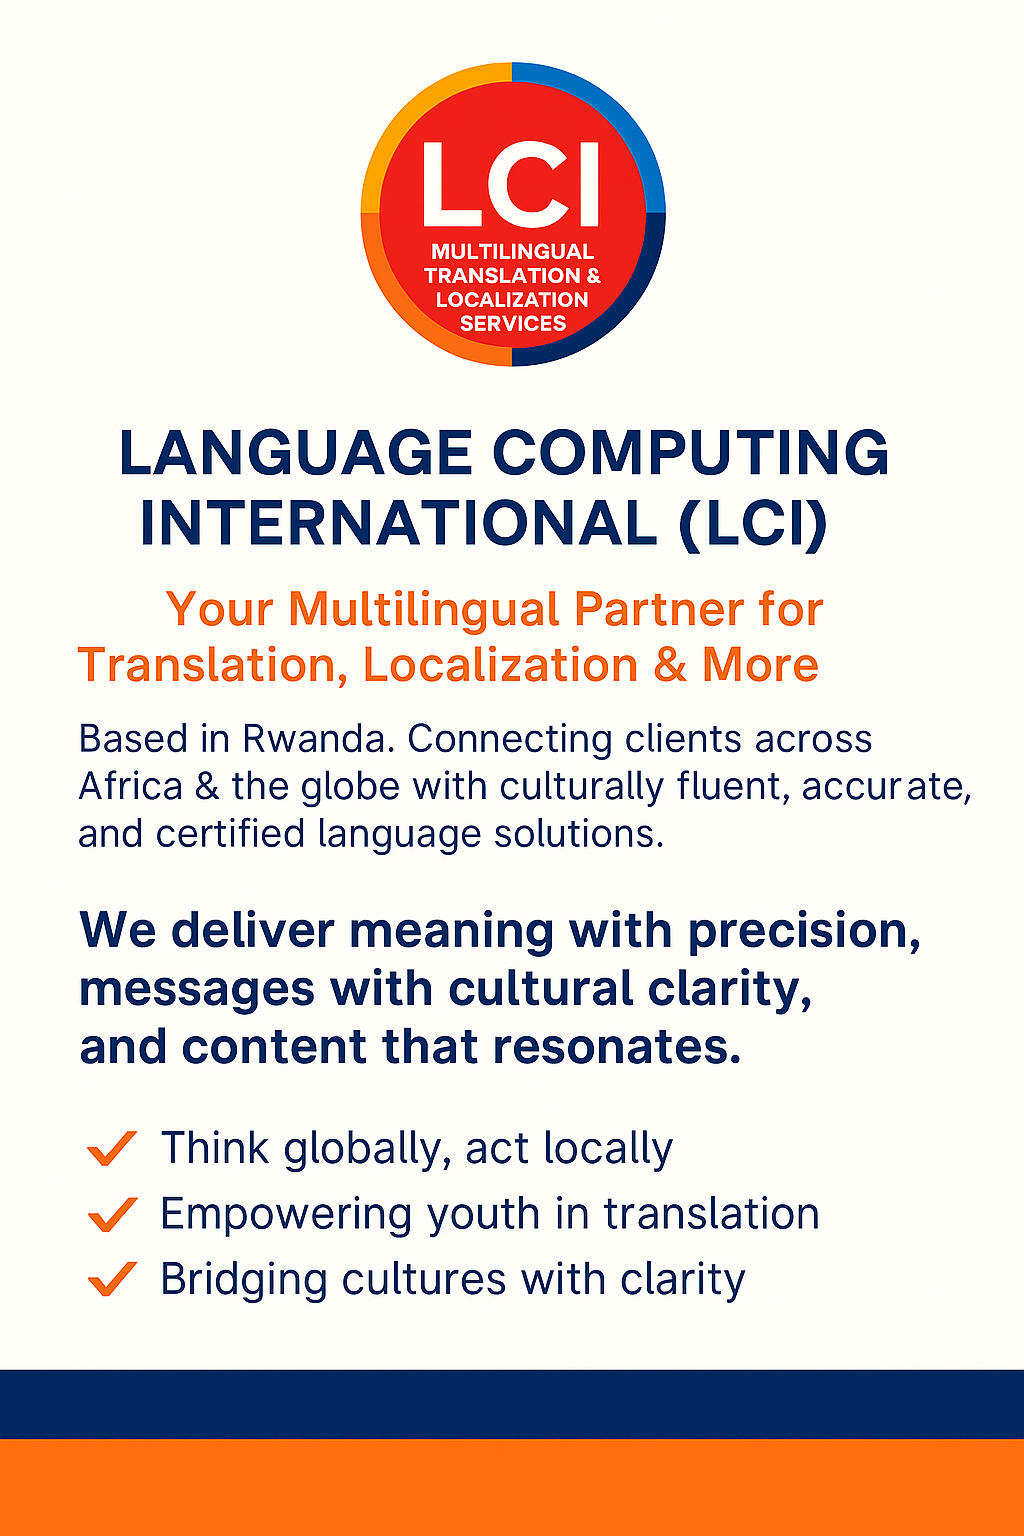 LCI
MULTILINGUAL
TRANSLATION &
LOCALIZATION
SERVICES
LANGUAGE COMPUTING
INTERNATIONAL (LCI)
Your Multilingual Partner for
Translation, Localization & More
Based in Rwanda. Connecting clients across
Africa & the globe with culturally fluent, accurate,
and certified language solutions.
We deliver meaning with precision,
messages with cultural clarity,
and content that resonates.
Think globally, act locally
Empowering youth in translation
Bridging cultures with clarity